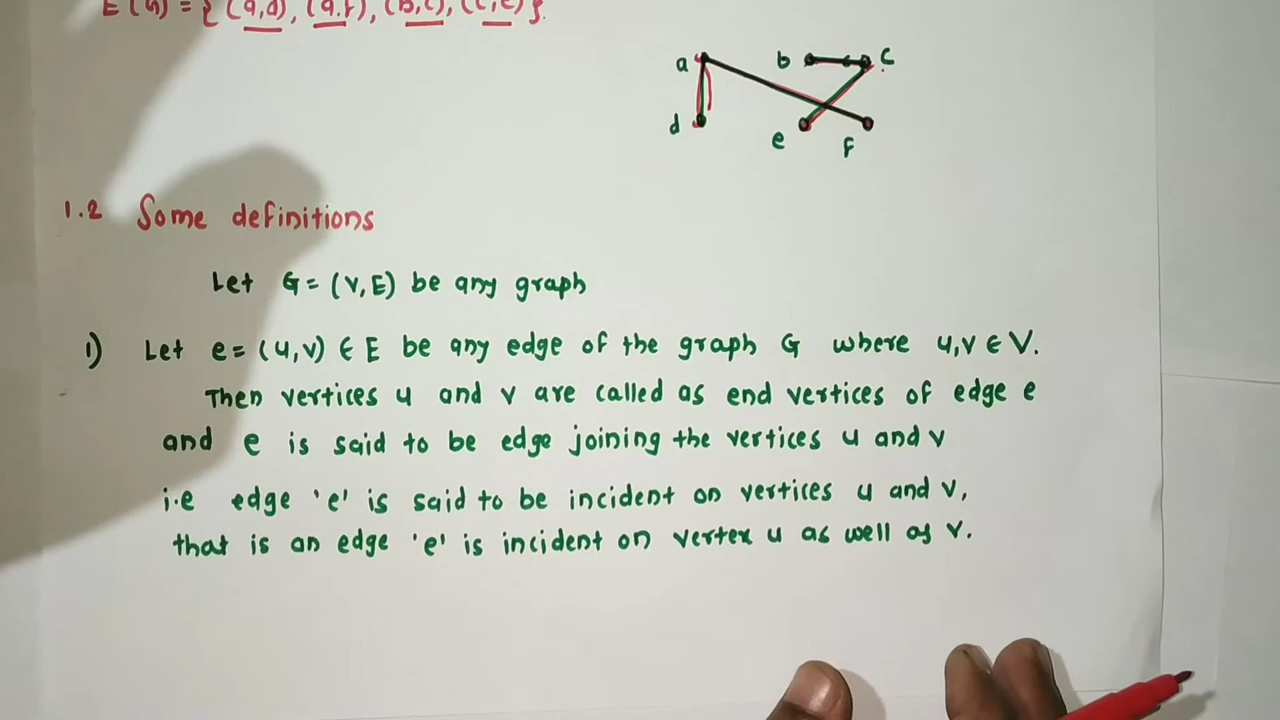 E(G) = { (a,d), (a,f), (b,c), (c,e) }.
a b c
d e f
1.2 Some definitions
Let G = (V,E) be any graph
1) Let e = (u,v) ∈ E be any edge of the graph G where u,v ∈ V.
Then vertices u and v are called as end vertices of edge e
and e is said to be edge joining the vertices u and v
i.e edge 'e' is said to be incident on vertices u and v,
that is an edge 'e' is incident on vertex u as well as v.